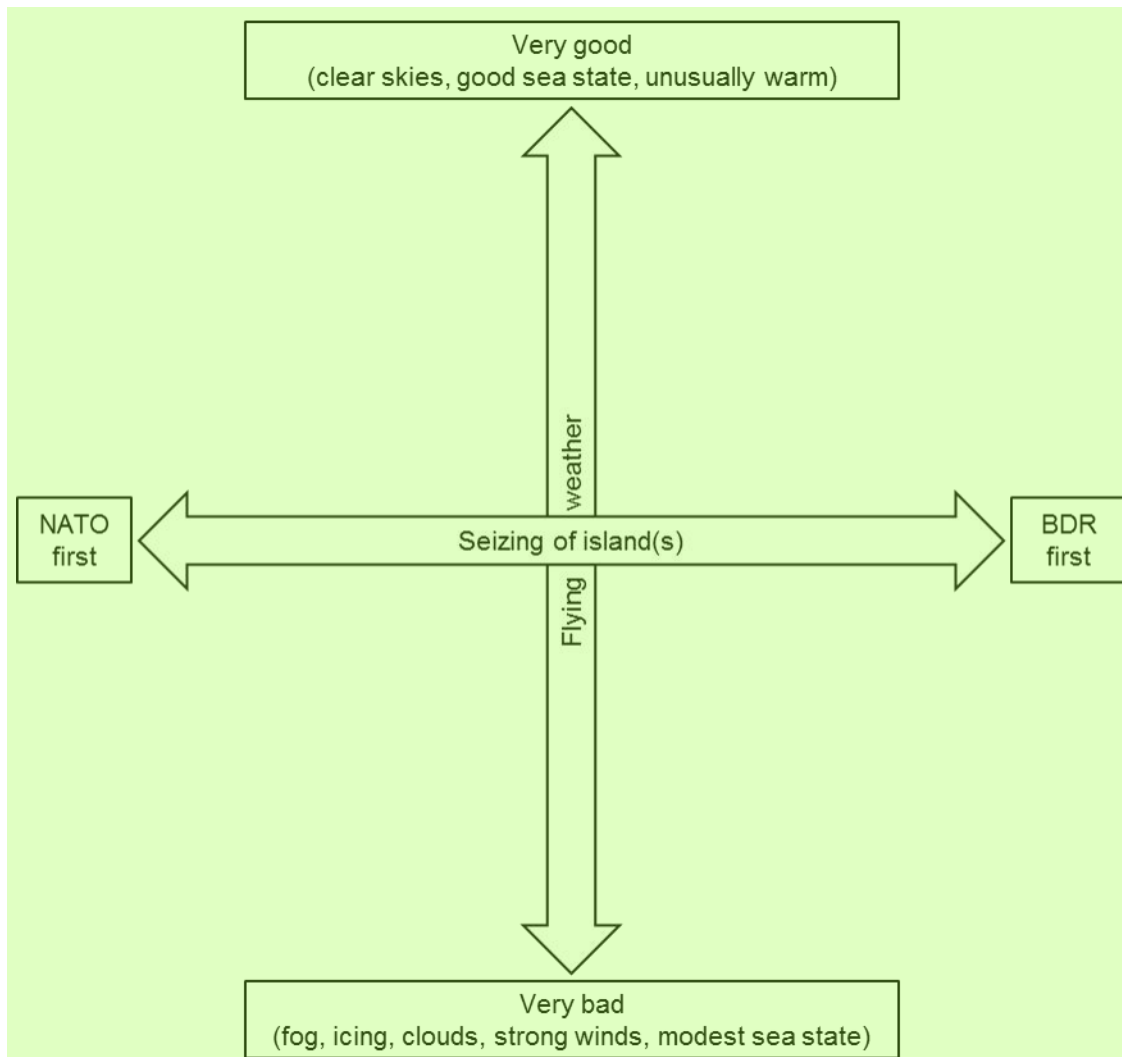 Very good
(clear skies, good sea state, unusually warm)
Flying weather
NATO
first
Seizing of island(s)
BDR
first
Very bad
(fog, icing, clouds, strong winds, modest sea state)